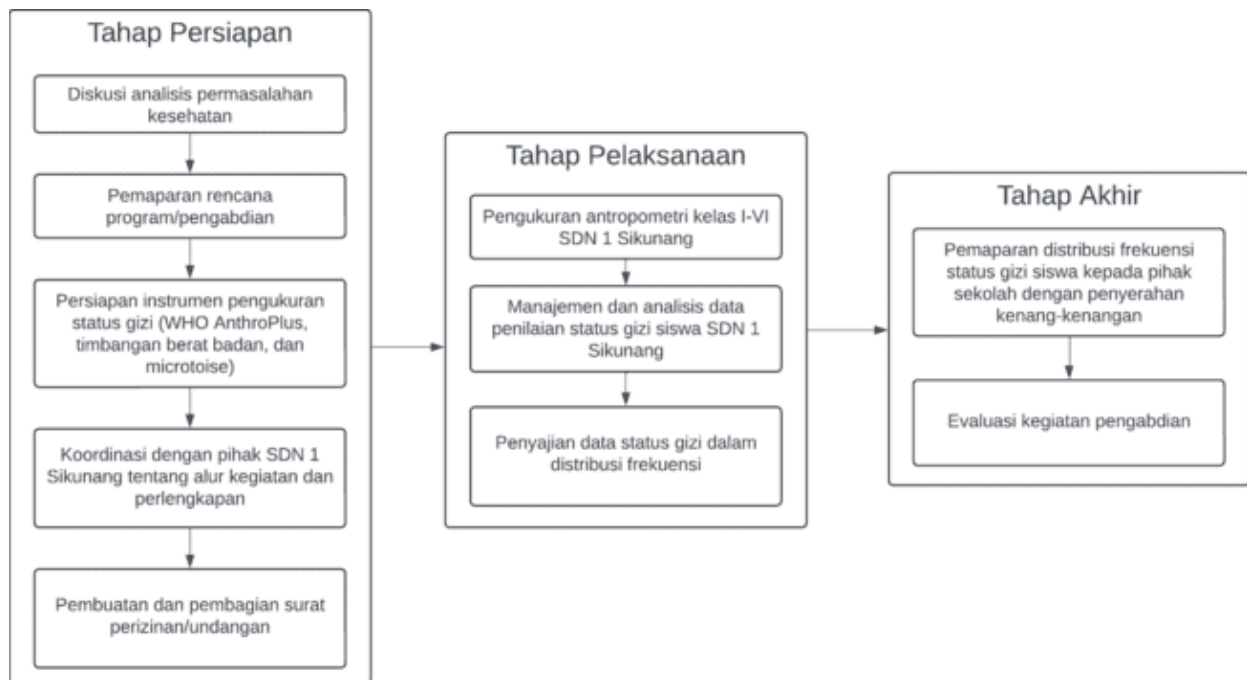 Tahap Persiapan
Diskusi analisis permasalahan
kesehatan
Pemaparan rencana
program/pengabdian
Persiapan instrumen pengukuran
status gizi (WHO AnthroPlus,
timbangan berat badan, dan
microtoise)
Koordinasi dengan pihak SDN 1
Sikunang tentang alur kegiatan dan
perlengkapan
Pembuatan dan pembagian surat
perizinan/undangan
Tahap Pelaksanaan
Pengukuran antropometri kelas I-VI
SDN 1 Sikunang
Manajemen dan analisis data
penilaian status gizi siswa SDN 1
Sikunang
Penyajian data status gizi dalam
distribusi frekuensi
Tahap Akhir
Pemaparan distribusi frekuensi
status gizi siswa kepada pihak
sekolah dengan penyerahan
kenang-kenangan
Evaluasi kegiatan pengabdian